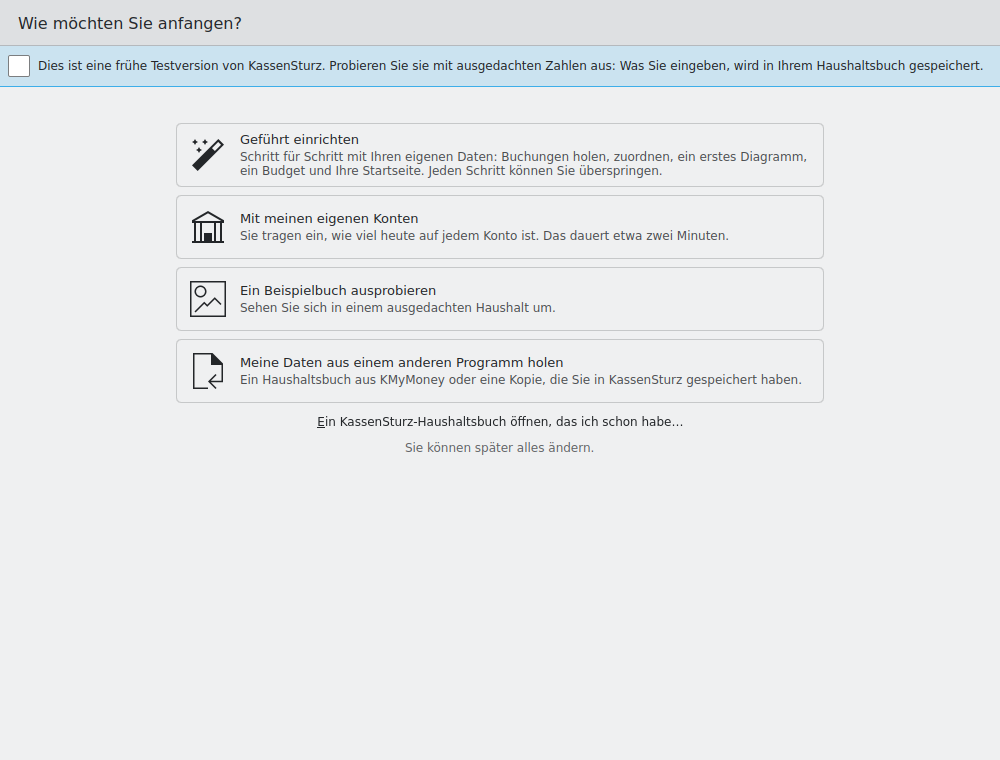 Wie möchten Sie anfangen?
Dies ist eine frühe Testversion von KassenSturz. Probieren Sie sie mit ausgedachten Zahlen aus: Was Sie eingeben, wird in Ihrem Haushaltsbuch gespeichert.
Geführt einrichten
Schritt für Schritt mit Ihren eigenen Daten: Buchungen holen, zuordnen, ein erstes Diagramm,
ein Budget und Ihre Startseite. Jeden Schritt können Sie überspringen.
Mit meinen eigenen Konten
Sie tragen ein, wie viel heute auf jedem Konto ist. Das dauert etwa zwei Minuten.
Ein Beispielbuch ausprobieren
Sehen Sie sich in einem ausgedachten Haushalt um.
Meine Daten aus einem anderen Programm holen
Ein Haushaltsbuch aus KMyMoney oder eine Kopie, die Sie in KassenSturz gespeichert haben.
Ein KassenSturz-Haushaltsbuch öffnen, das ich schon habe…
Sie können später alles ändern.